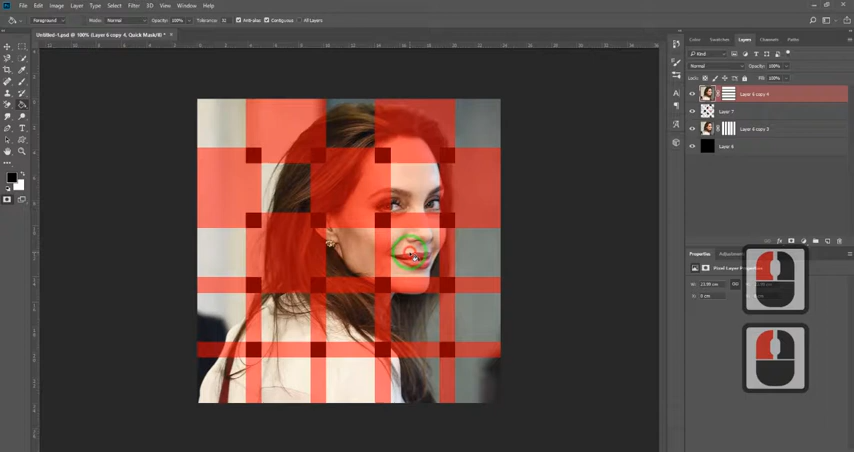 File Edit Image Layer Type Select Filter 3D View Window Help
Foreground Mode: Normal Opacity: 100% Tolerance: 32 Anti-alias Contiguous All Layers
Untitled-1.psd @ 100% (Layer 6 copy 4, Quick Mask/8) *
Color Swatches Layers Channels Paths
Kind
Normal Opacity: 100%
Lock: Fill: 100%
Layer 6 copy 4
Layer 7
Layer 6 copy 3
Layer 6
Properties Adjustmen
Pixel Layer Properties
W: 23.99 cm
X: 0 cm